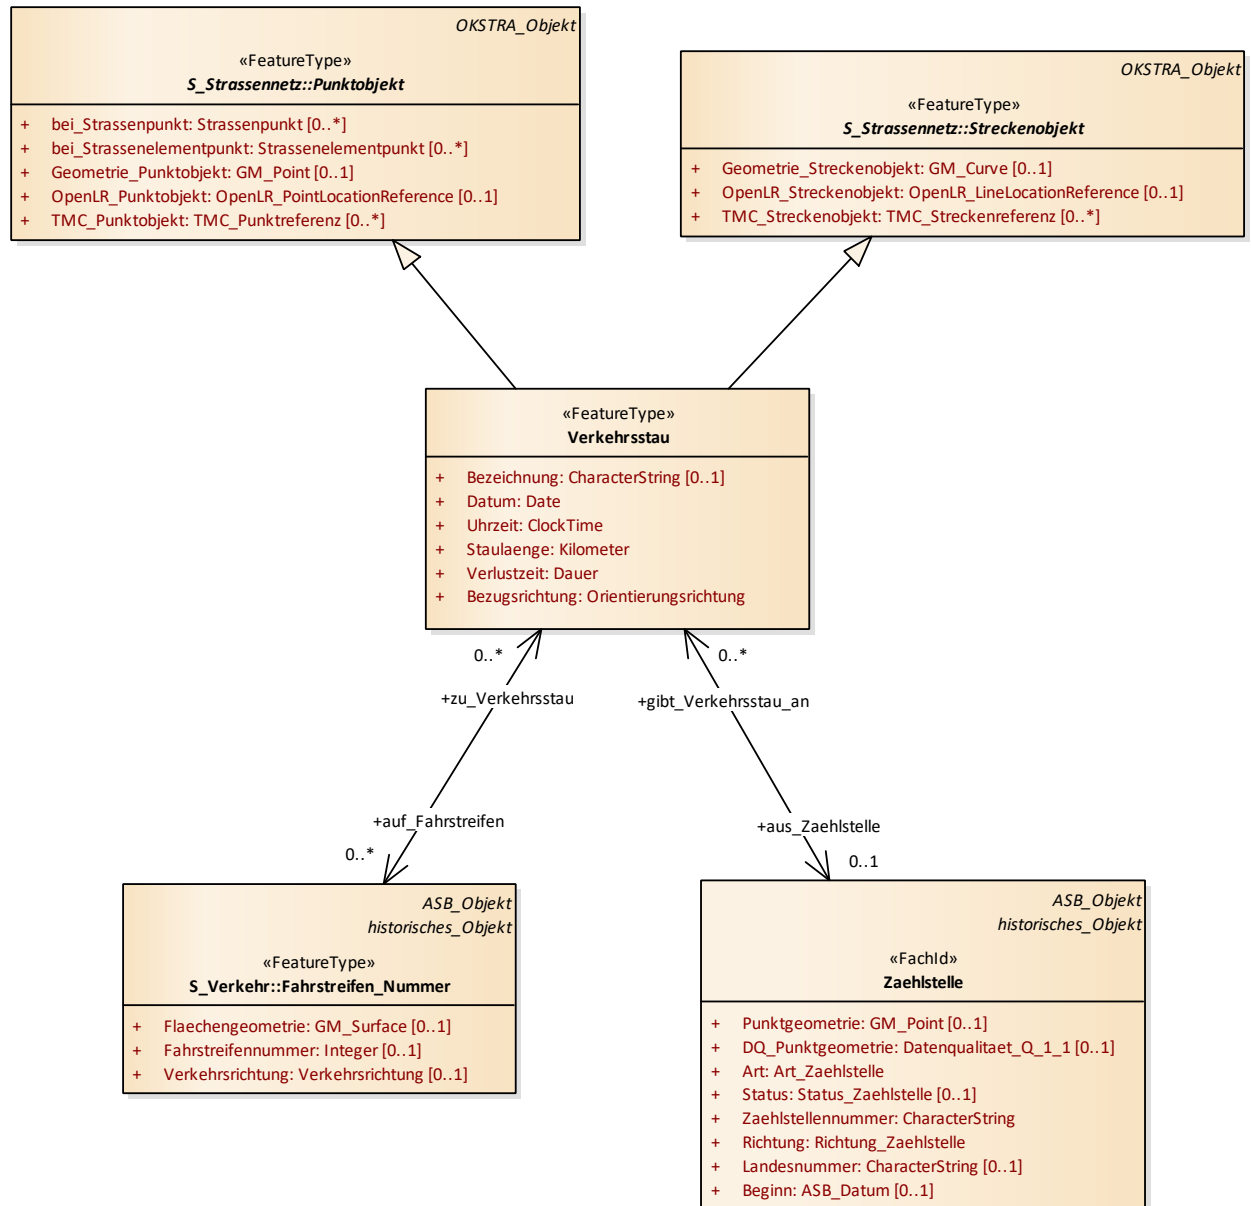 OKSTRA_Objekt
«FeatureType»
S_Strassennetz::Punktobjekt
+ bei_Strassenpunkt: Strassenpunkt [0..*]
+ bei_Strassenelementpunkt: Strassenelementpunkt [0..*]
+ Geometrie_Punktobjekt: GM_Point [0..1]
+ OpenLR_Punktobjekt: OpenLR_PointLocationReference [0..1]
+ TMC_Punktobjekt: TMC_Punktreferenz [0..*]
OKSTRA_Objekt
«FeatureType»
S_Strassennetz::Streckenobjekt
+ Geometrie_Streckenobjekt: GM_Curve [0..1]
+ OpenLR_Streckenobjekt: OpenLR_LineLocationReference [0..1]
+ TMC_Streckenobjekt: TMC_Streckenreferenz [0..*]
«FeatureType»
Verkehrsstau
+ Bezeichnung: CharacterString [0..1]
+ Datum: Date
+ Uhrzeit: ClockTime
+ Staulaenge: Kilometer
+ Verlustzeit: Dauer
+ Bezugsrichtung: Orientierungsrichtung
0..*
+zu_Verkehrsstau
0..*
+gibt_Verkehrsstau_an
+auf_Fahrstreifen
0..*
+aus_Zaehlstelle
0..1
ASB_Objekt
historisches_Objekt
«FeatureType»
S_Verkehr::Fahrstreifen_Nummer
+ Flaechengeometrie: GM_Surface [0..1]
+ Fahrstreifennummer: Integer [0..1]
+ Verkehrsrichtung: Verkehrsrichtung [0..1]
ASB_Objekt
historisches_Objekt
«FachId»
Zaehlstelle
+ Punktgeometrie: GM_Point [0..1]
+ DQ_Punktgeometrie: Datenqualitaet_Q_1_1 [0..1]
+ Art: Art_Zaehlstelle
+ Status: Status_Zaehlstelle [0..1]
+ Zaehlstellennummer: CharacterString
+ Richtung: Richtung_Zaehlstelle
+ Landesnummer: CharacterString [0..1]
+ Beginn: ASB_Datum [0..1]